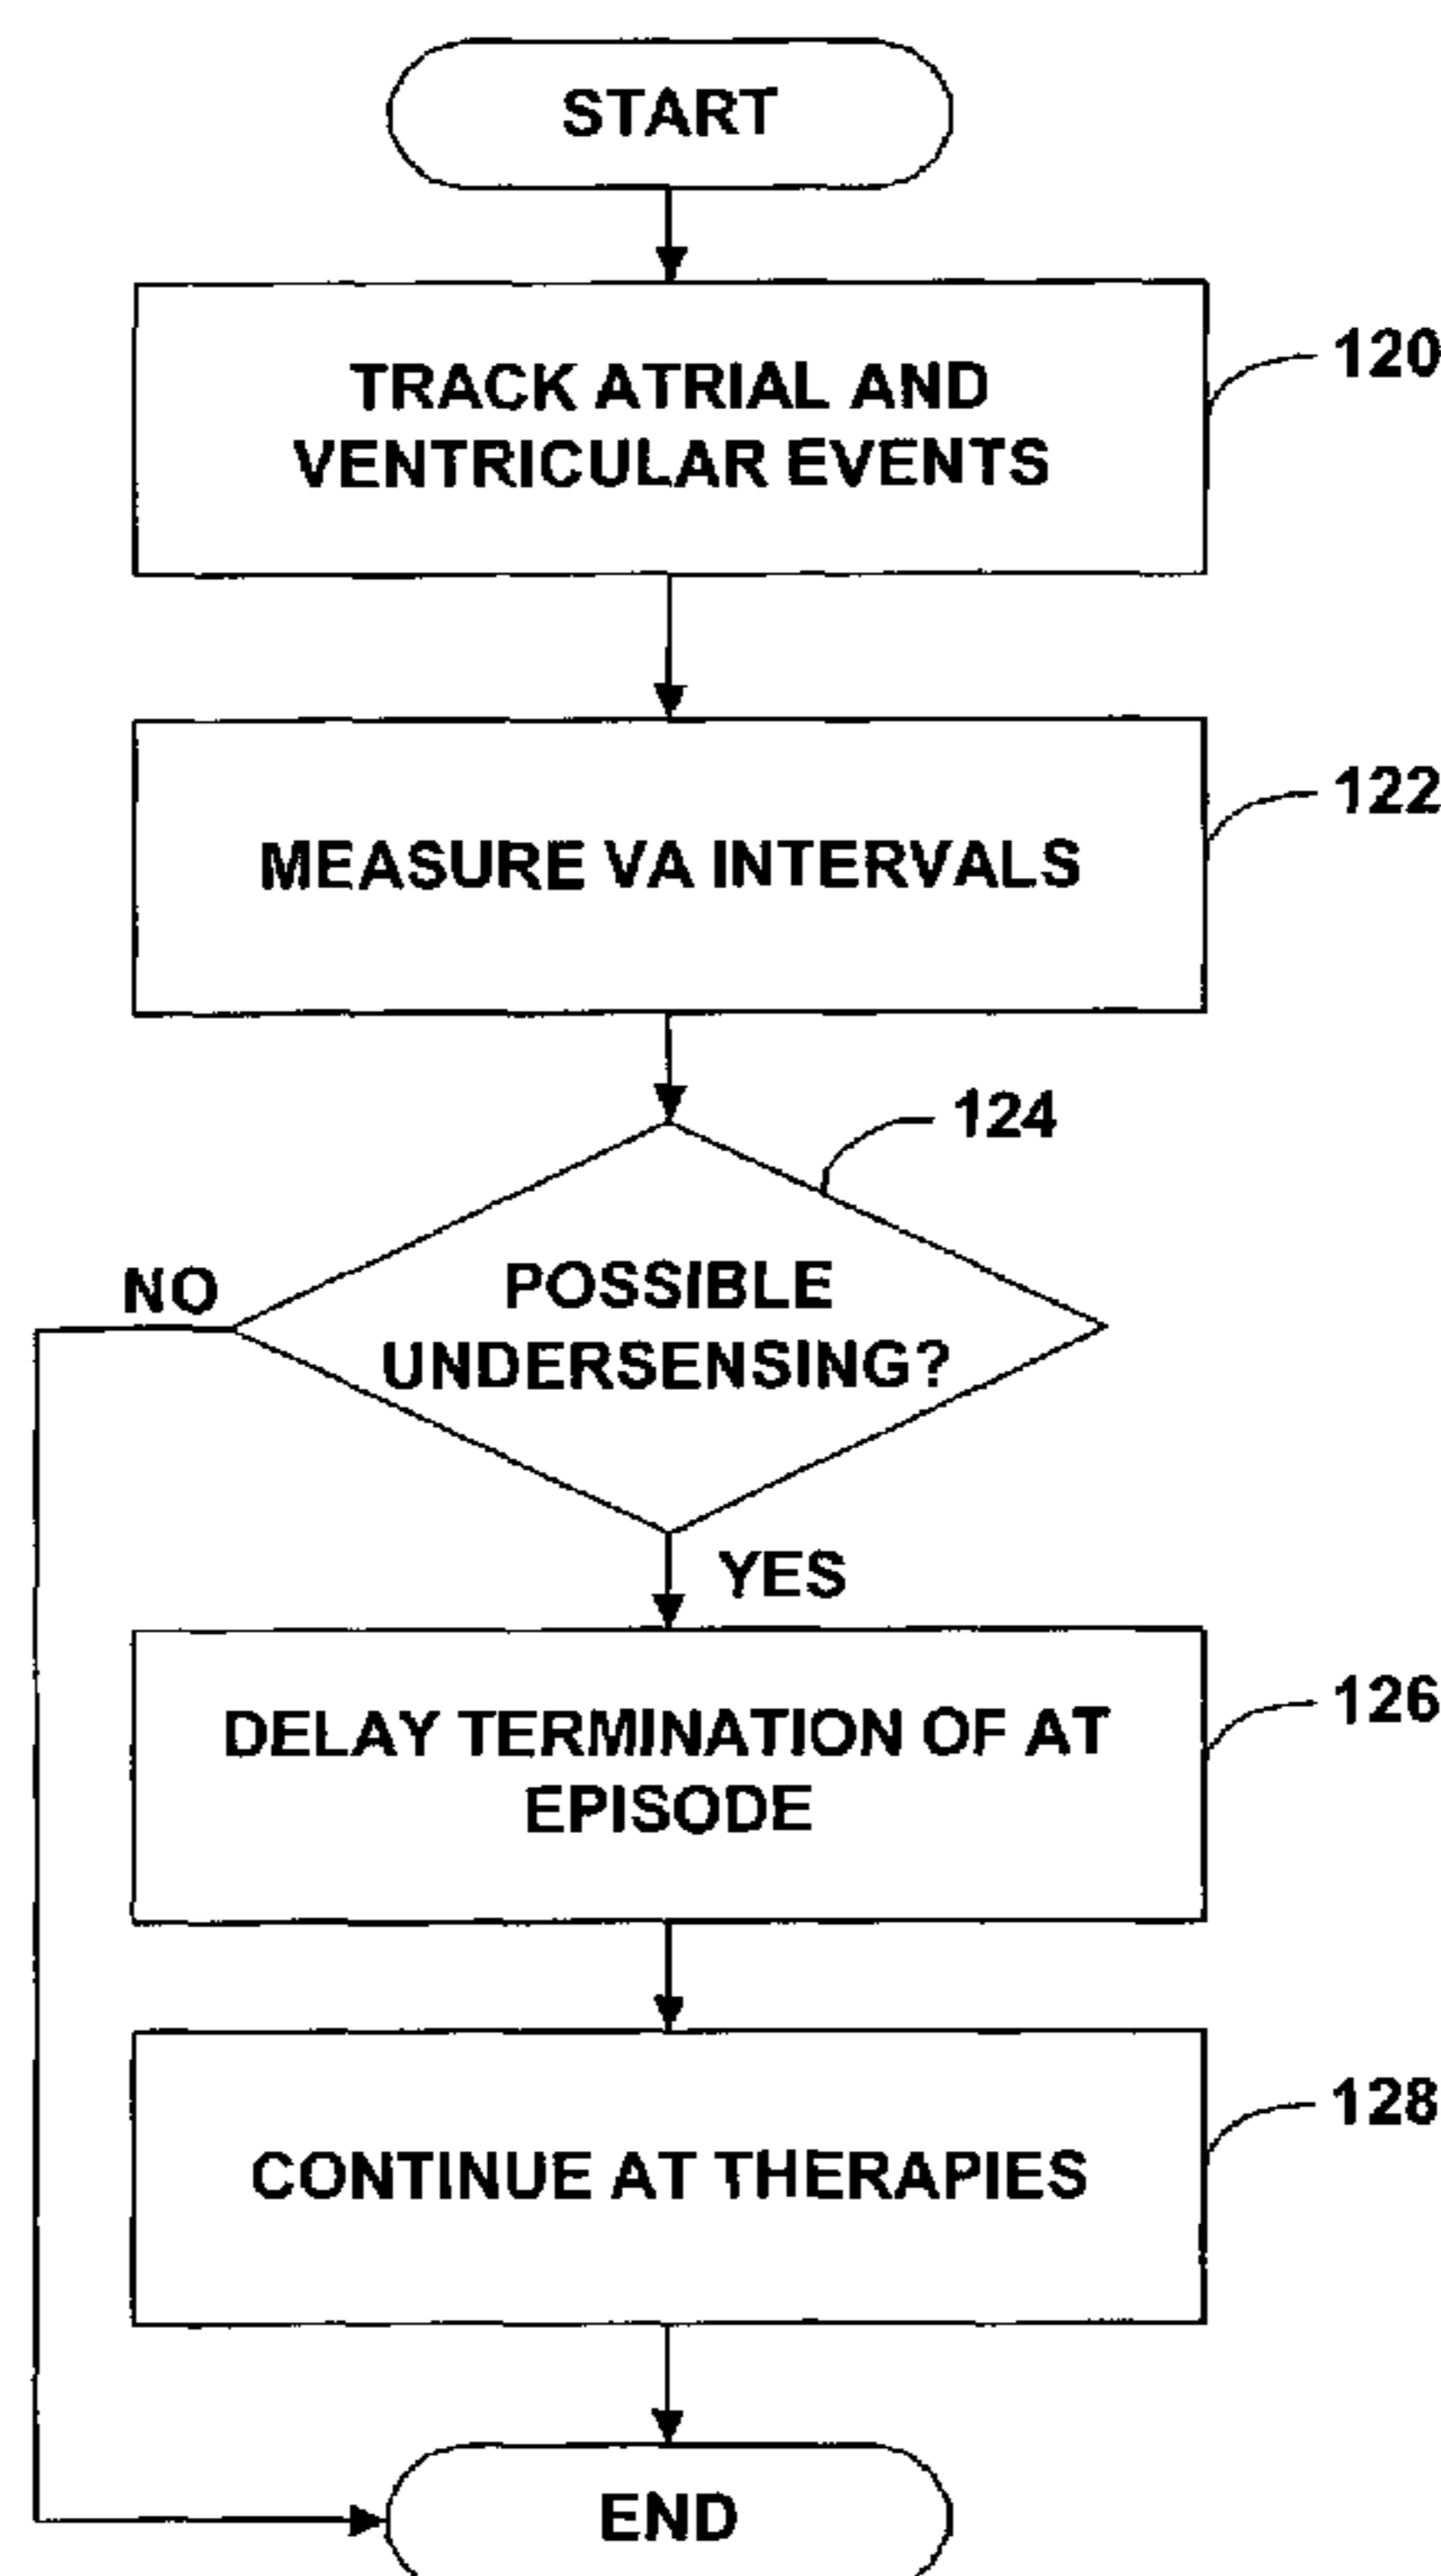 START
TRACK ATRIAL AND
VENTRICULAR EVENTS
120
MEASURE VA INTERVALS
122
124
POSSIBLE
UNDERSENSING?
NO
YES
DELAY TERMINATION OF AT
EPISODE
126
CONTINUE AT THERAPIES
128
END